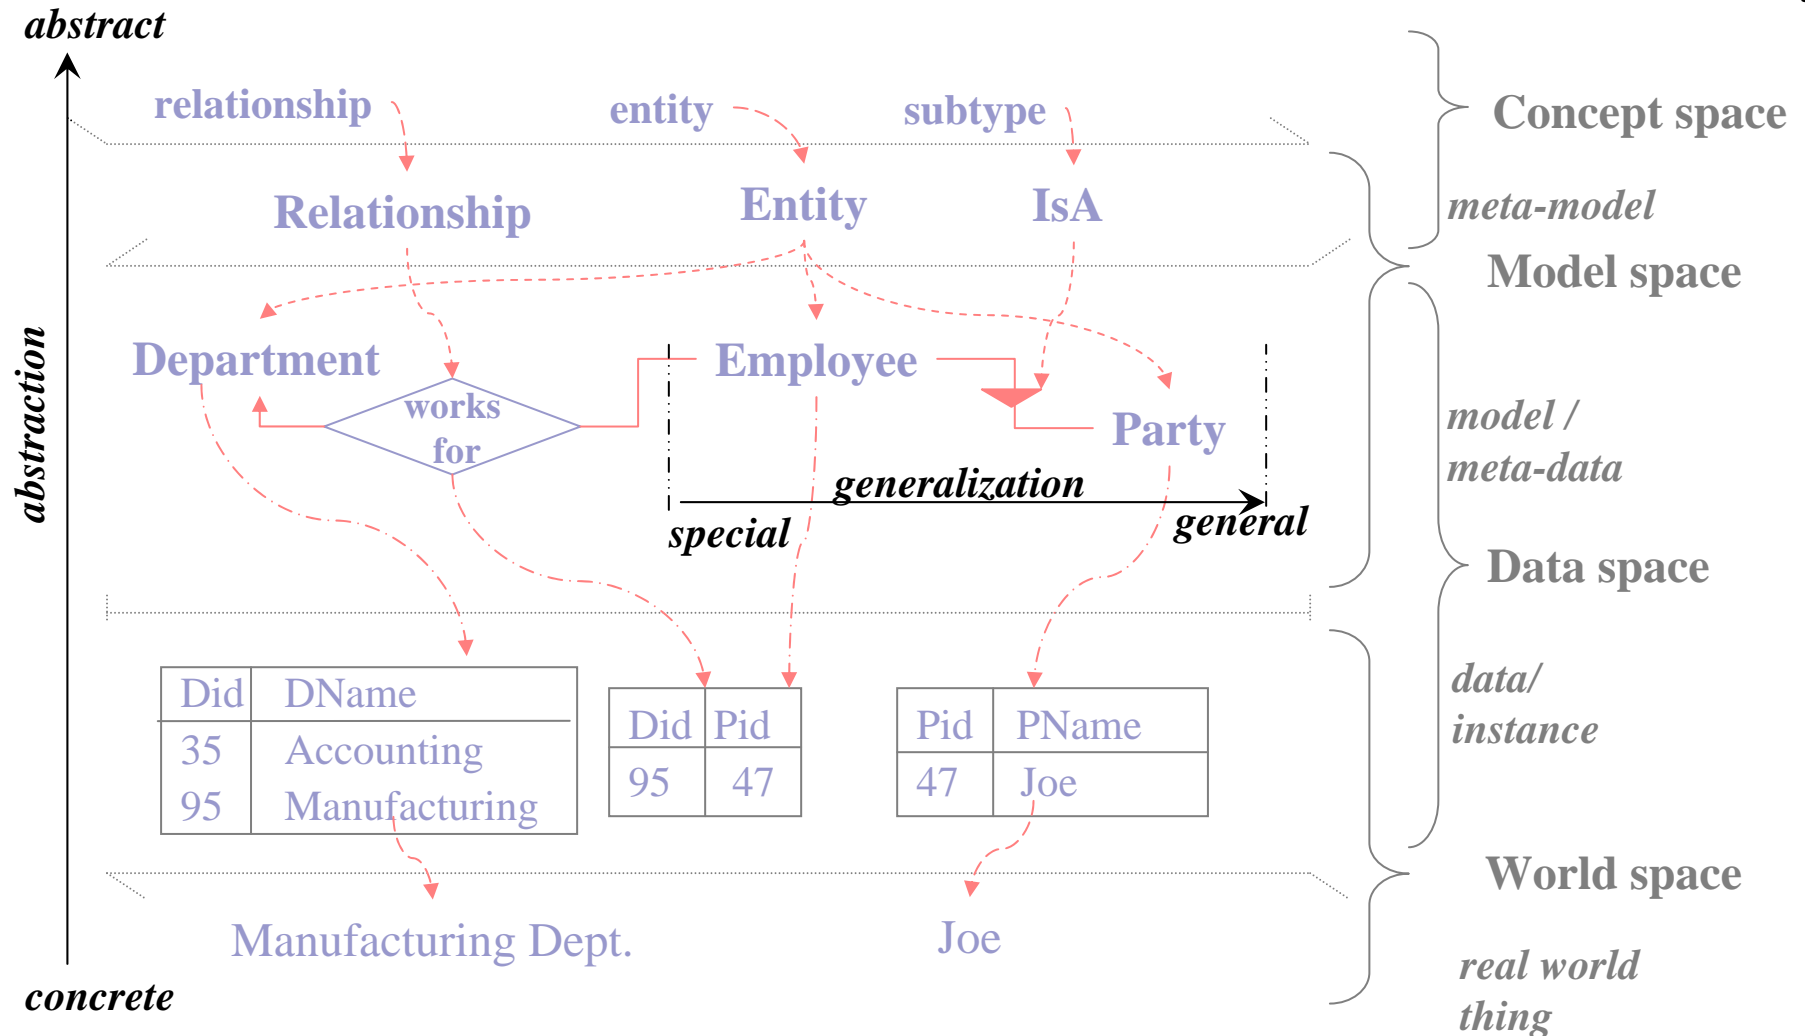 abstract
relationship
entity
subtype
Concept space
Relationship
Entity
IsA
meta-model
Model space
abstraction
Department
Employee
works
for
Party
model /
meta-data
generalization
special
general
Data space
Did DName
35 Accounting
95 Manufacturing
Did Pid
95 47
Pid PName
47 Joe
data/
instance
World space
Manufacturing Dept.
Joe
real world
thing
concrete